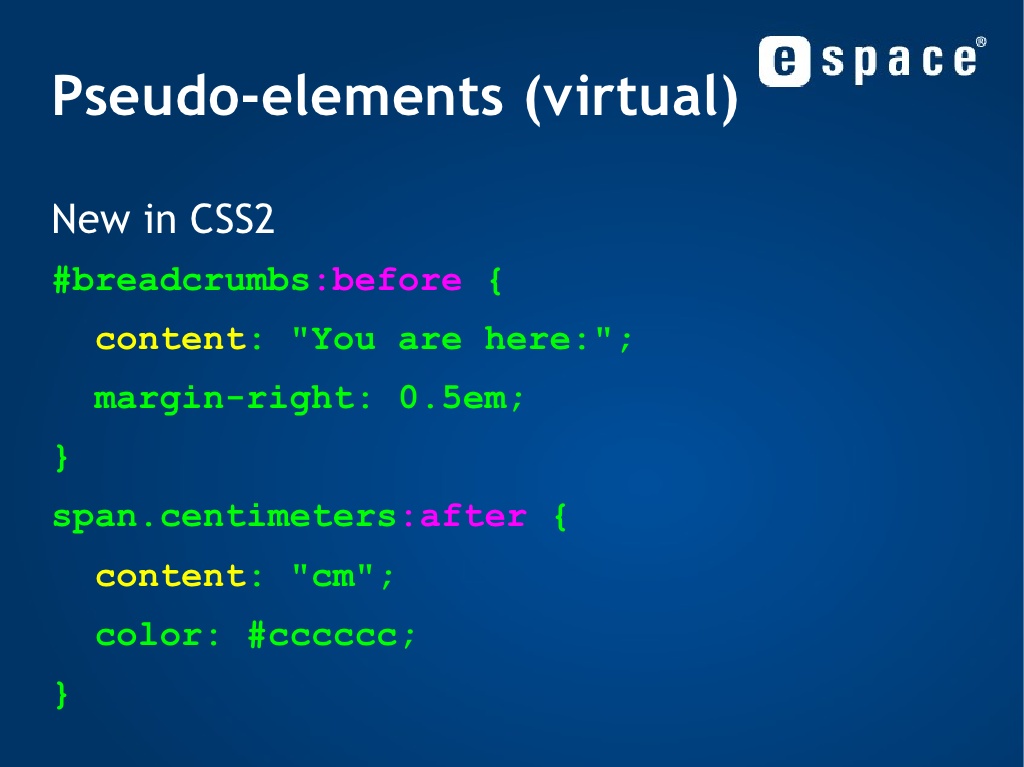 e space®
Pseudo-elements (virtual)
New in CSS2
#breadcrumbs:before {
  content: "You are here:";
  margin-right: 0.5em;
}
span.centimeters:after {
  content: "cm";
  color: #cccccc;
}